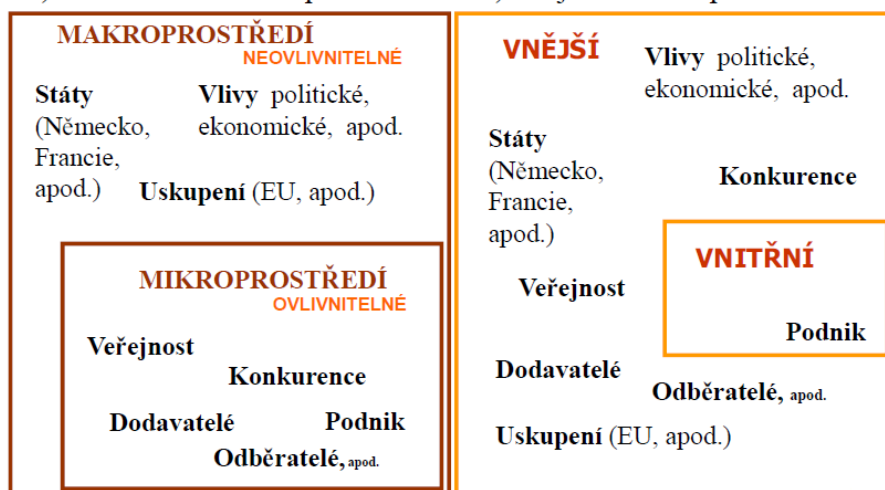 MAKROPROSTŘEDÍ
NEOVLIVNITELNÉ
Státy
(Německo,
Francie,
apod.)
Vlivy politické,
ekonomické, apod.
Uskupení (EU, apod.)
MIKROPROSTŘEDÍ
OVLIVNITELNÉ
Veřejnost
Konkurence
Dodavatelé
Podnik
Odběratelé, apod.
VNĚJŠÍ
Vlivy politické,
ekonomické, apod.
Státy
(Německo,
Francie,
apod.)
Konkurence
VNITŘNÍ
Podnik
Veřejnost
Dodavatelé
Odběratelé, apod.
Uskupení (EU, apod.)